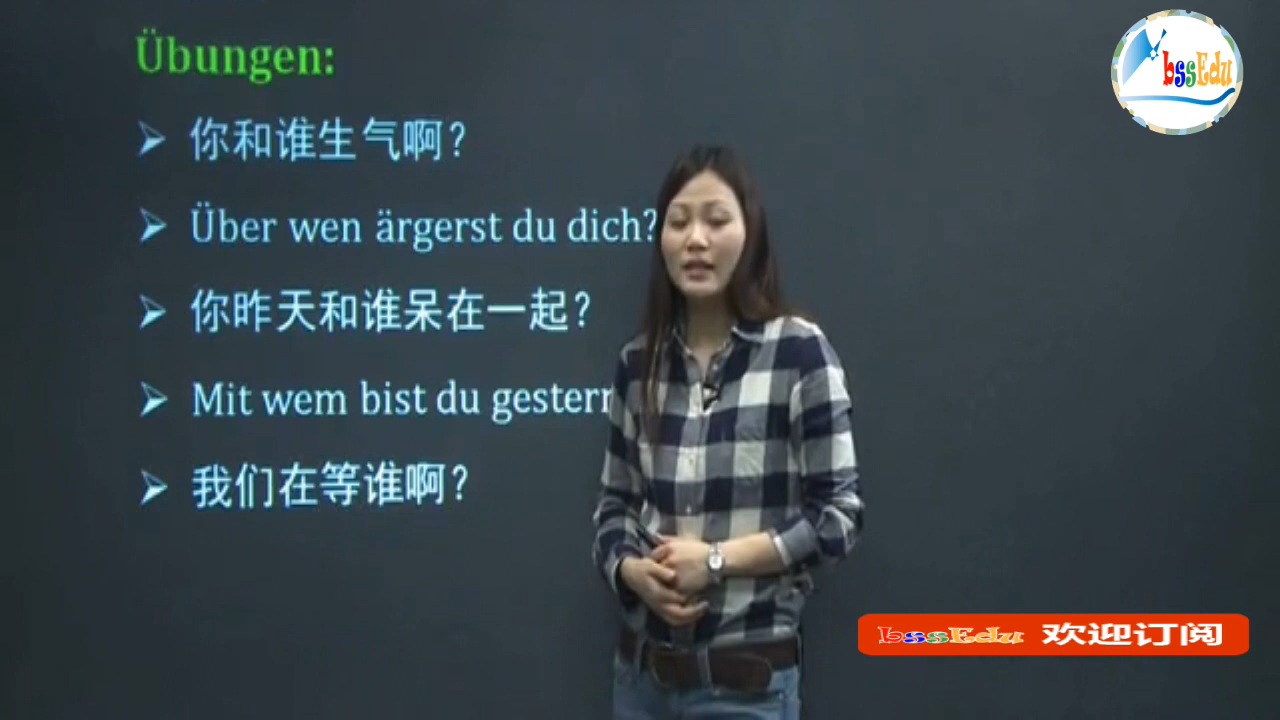 Übungen:
你和谁生气啊?
Über wen ärgerst du dich?
你昨天和谁呆在一起?
Mit wem bist du gestern
我们在等谁啊?
bssEdu
bssEdu 欢迎订阅